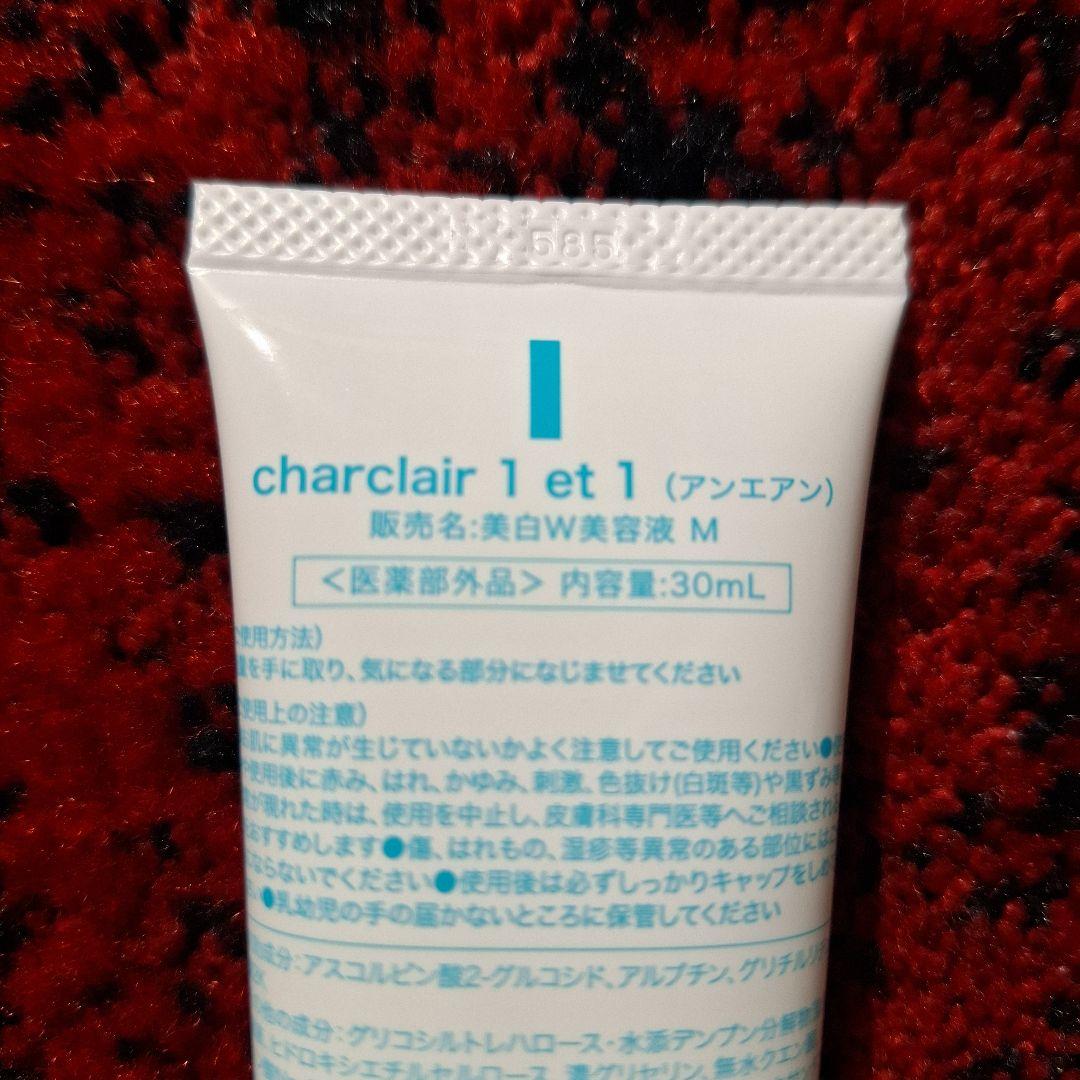 585
charclair 1 et 1 (アンエアン)
販売名:美白W美容液 M
<医薬部外品> 内容量:30mL
使用方法)
を手に取り、気になる部分になじませてください
使用上の注意)
お肌に異常が生じていないかよく注意してご使用ください●
使用後に赤み、はれ、かゆみ、刺激、色抜け(白斑等)や黒ずみ
が現れた時は、使用を中止し、皮膚科専門医等へご相談され
おすすめします●傷、はれもの、湿疹等異常のある部位には
ならないでください●使用後は必ずしっかりキャップをしめ
●乳幼児の手の届かないところに保管してください
成分:アスコルビン酸2-グルコシド、アルブチン、グリチルリチ
の成分:グリコシルトレハロース・水添デンプン分解物
ヒドロキシエチルセルロース、濃グリセリン、無水クエン